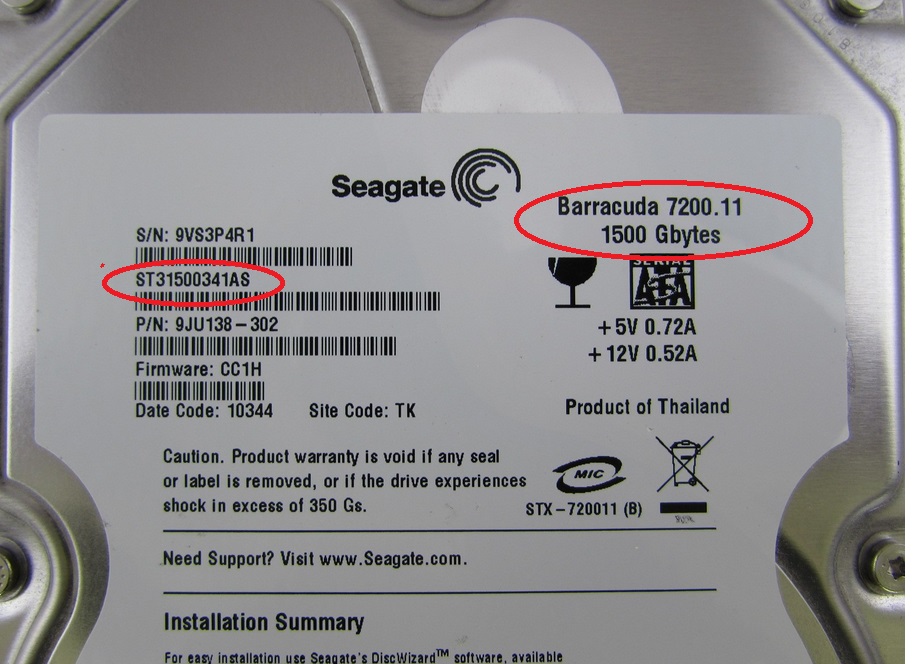 Seagate
Barracuda 7200.11
1500 Gbytes
S/N: 9VS3P4R1
ST31500341AS
SERIAL
ATA
P/N: 9JU138-302
+5V 0.72A
+12V 0.52A
Firmware: CC1H
Date Code: 10344 Site Code: TK
Product of Thailand
Caution. Product warranty is void if any seal
or label is removed, or if the drive experiences
shock in excess of 350 Gs.
MIC
STX-720011 (B)
Need Support? Visit www.Seagate.com.
Installation Summary
For easy installation use Seagate's DiscWizard™ software, available